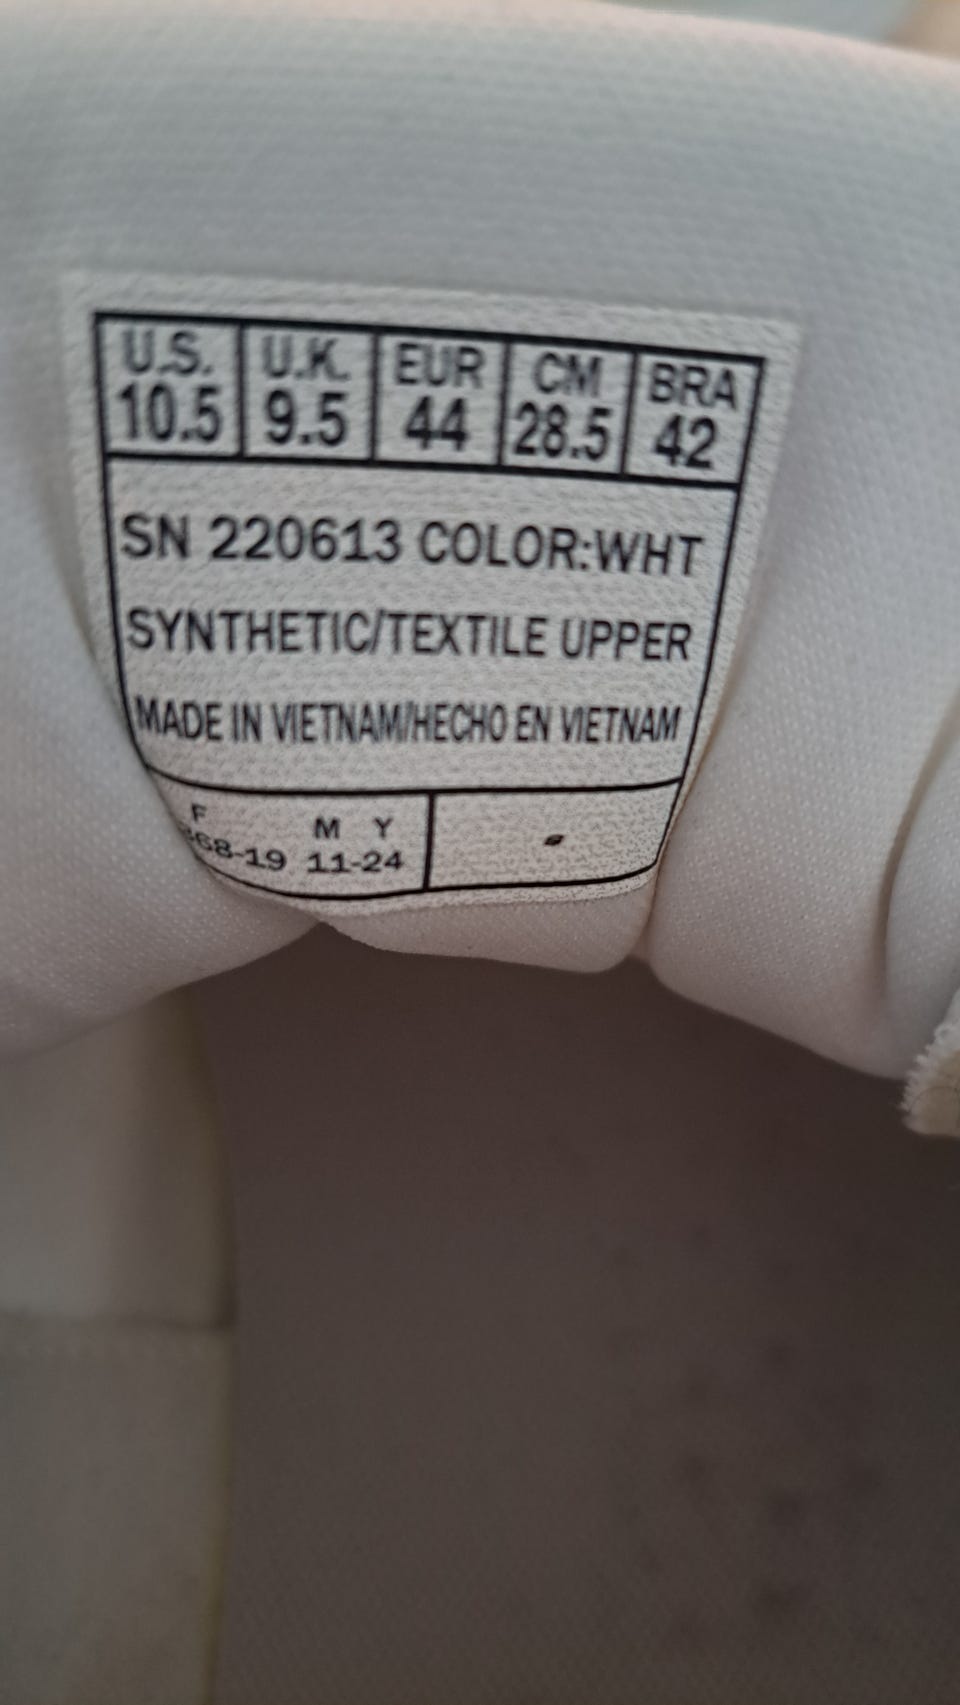 U.S. U.K. EUR CM BRA
10.5 9.5 44 28.5 42
SN 220613 COLOR:WHT
SYNTHETIC/TEXTILE UPPER
MADE IN VIETNAM/HECHO EN VIETNAM
F M Y
11-24